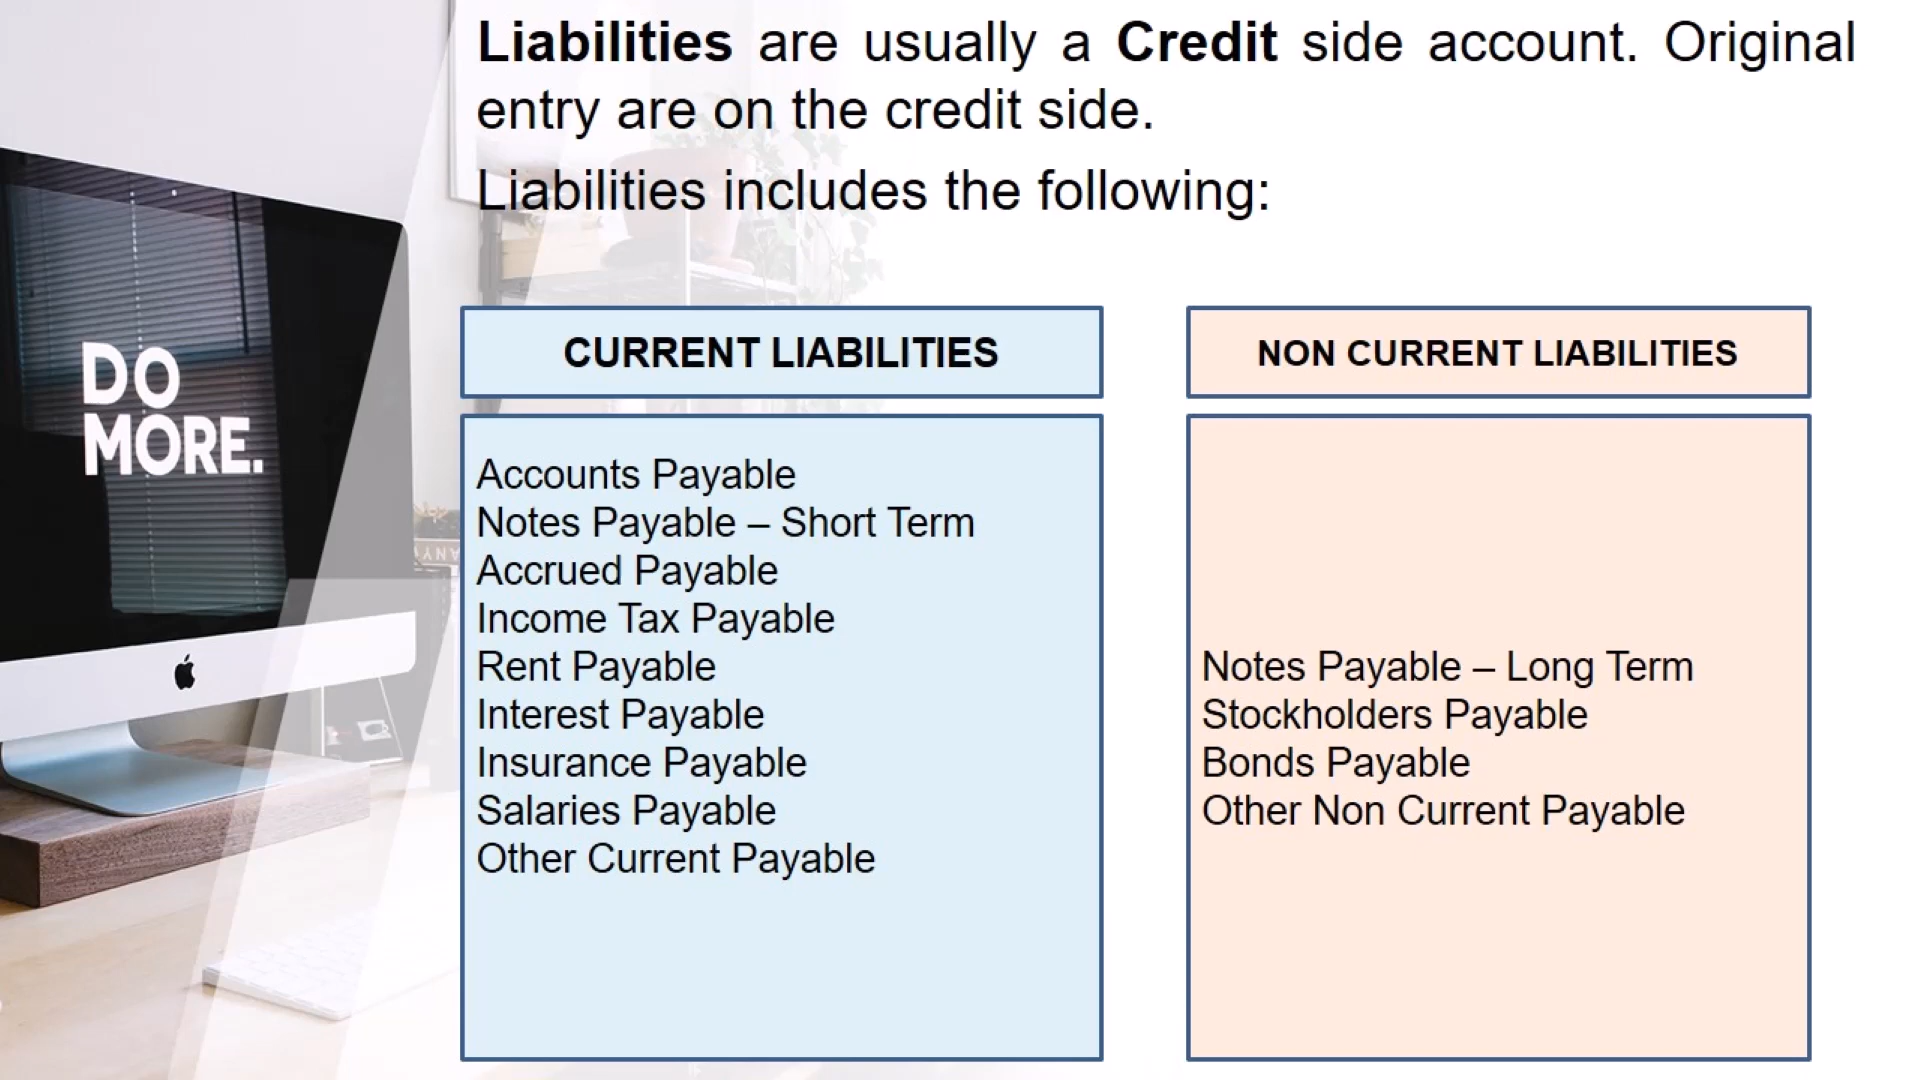 Liabilities are usually a Credit side account. Original
entry are on the credit side.
Liabilities includes the following:
DO
MORE.
CURRENT LIABILITIES
Accounts Payable
Notes Payable – Short Term
Accrued Payable
Income Tax Payable
Rent Payable
Interest Payable
Insurance Payable
Salaries Payable
Other Current Payable
NON CURRENT LIABILITIES
Notes Payable – Long Term
Stockholders Payable
Bonds Payable
Other Non Current Payable